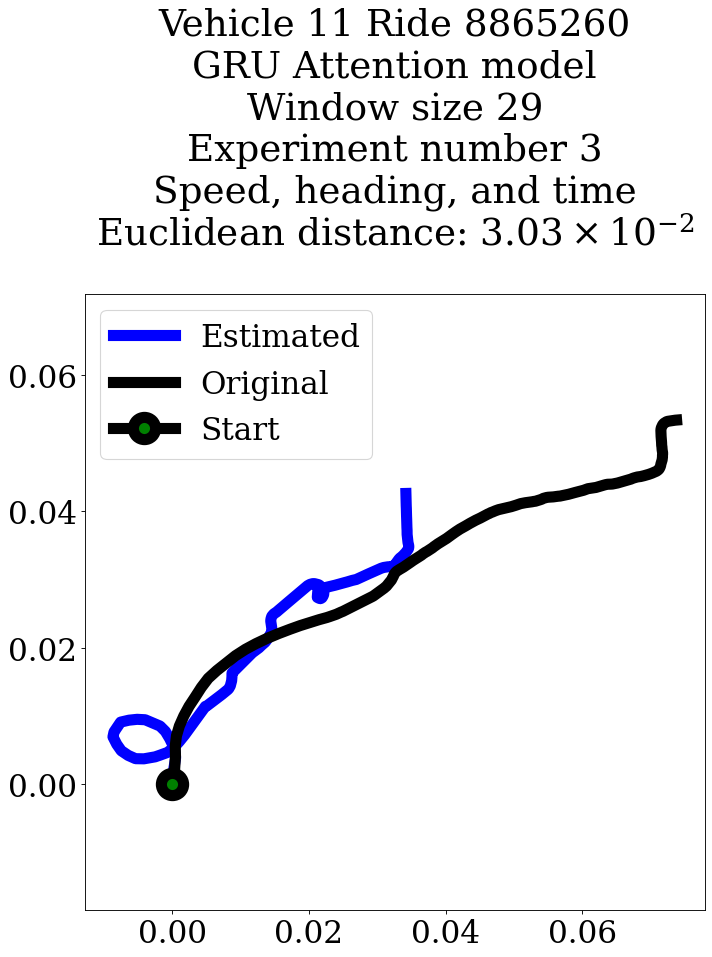 Vehicle 11 Ride 8865260
GRU Attention model
Window size 29
Experiment number 3
Speed, heading, and time
Euclidean distance: 3.03 × 10⁻²
Estimated
Original
Start
0.06
0.04
0.02
0.00
0.00 0.02 0.04 0.06